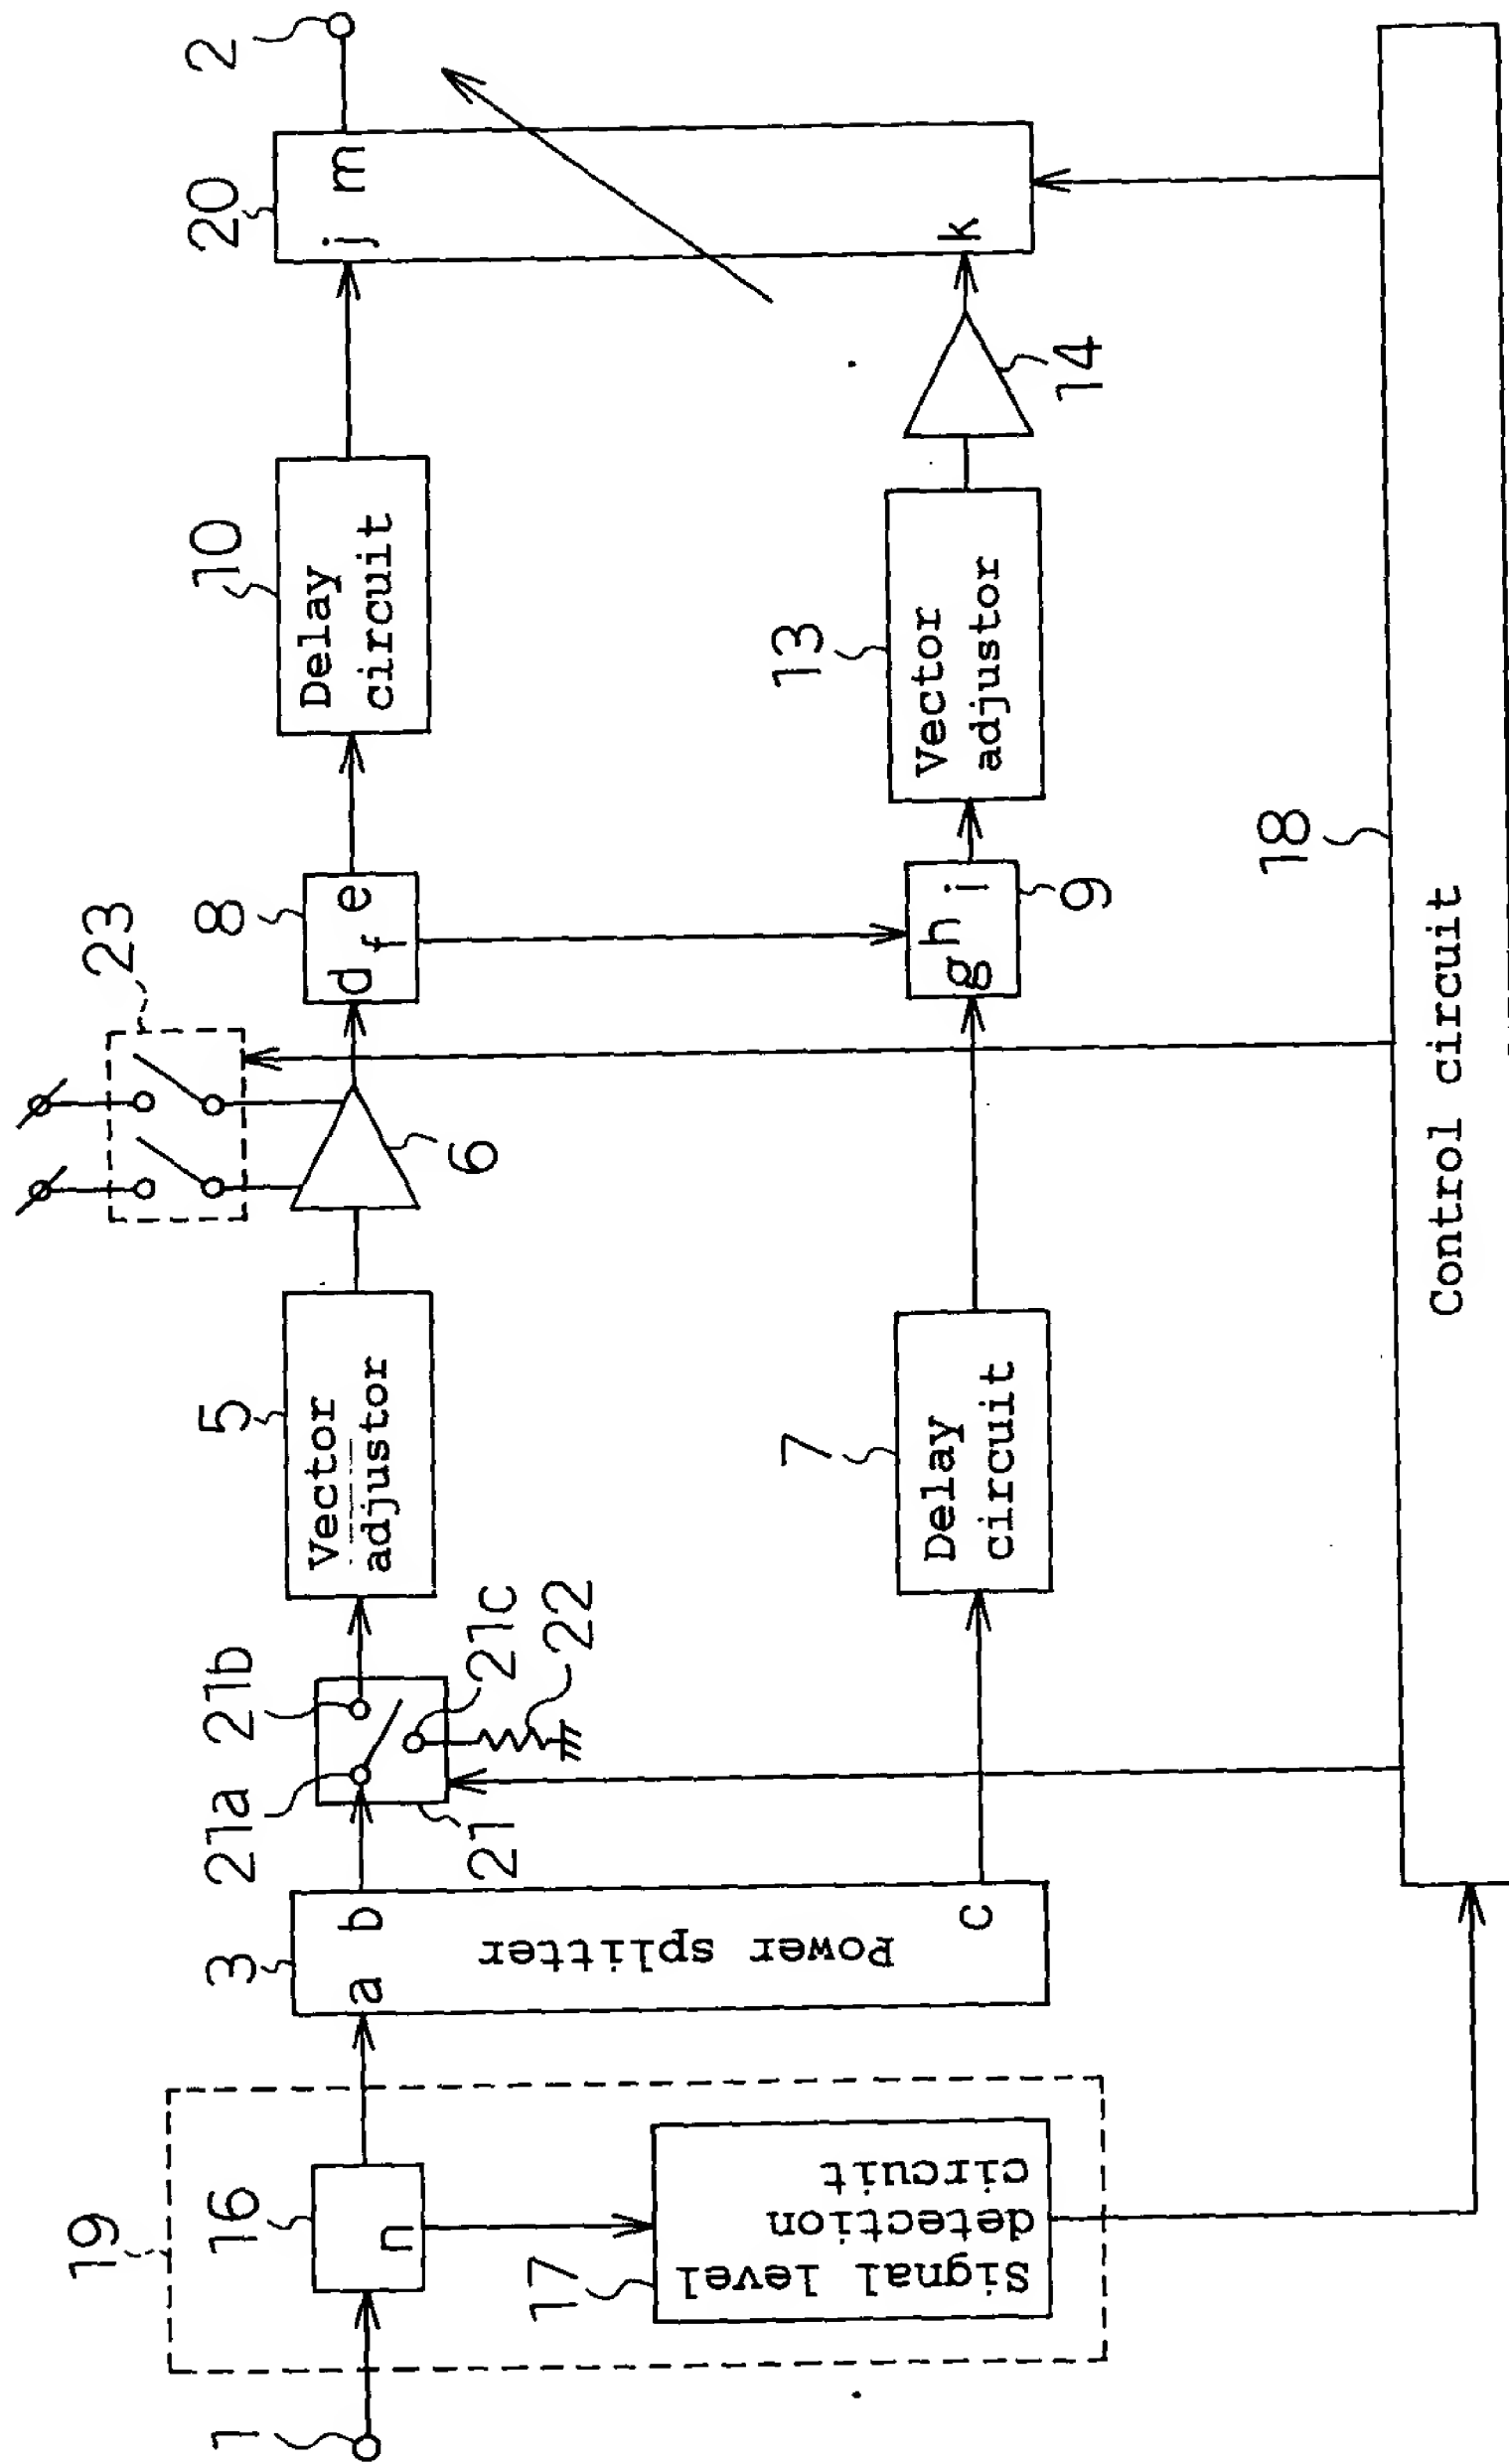 1
19
16
n
17
Signal level
detection
circuit
3
a
b
c
Power splitter
21a
21b
21c
21
22
5
Vector
adjustor
7
Delay
circuit
6
23
8
d
e
f
g
h
i
9
10
Delay
circuit
13
Vector
adjustor
14
20
j
m
k
2
18
Control circuit